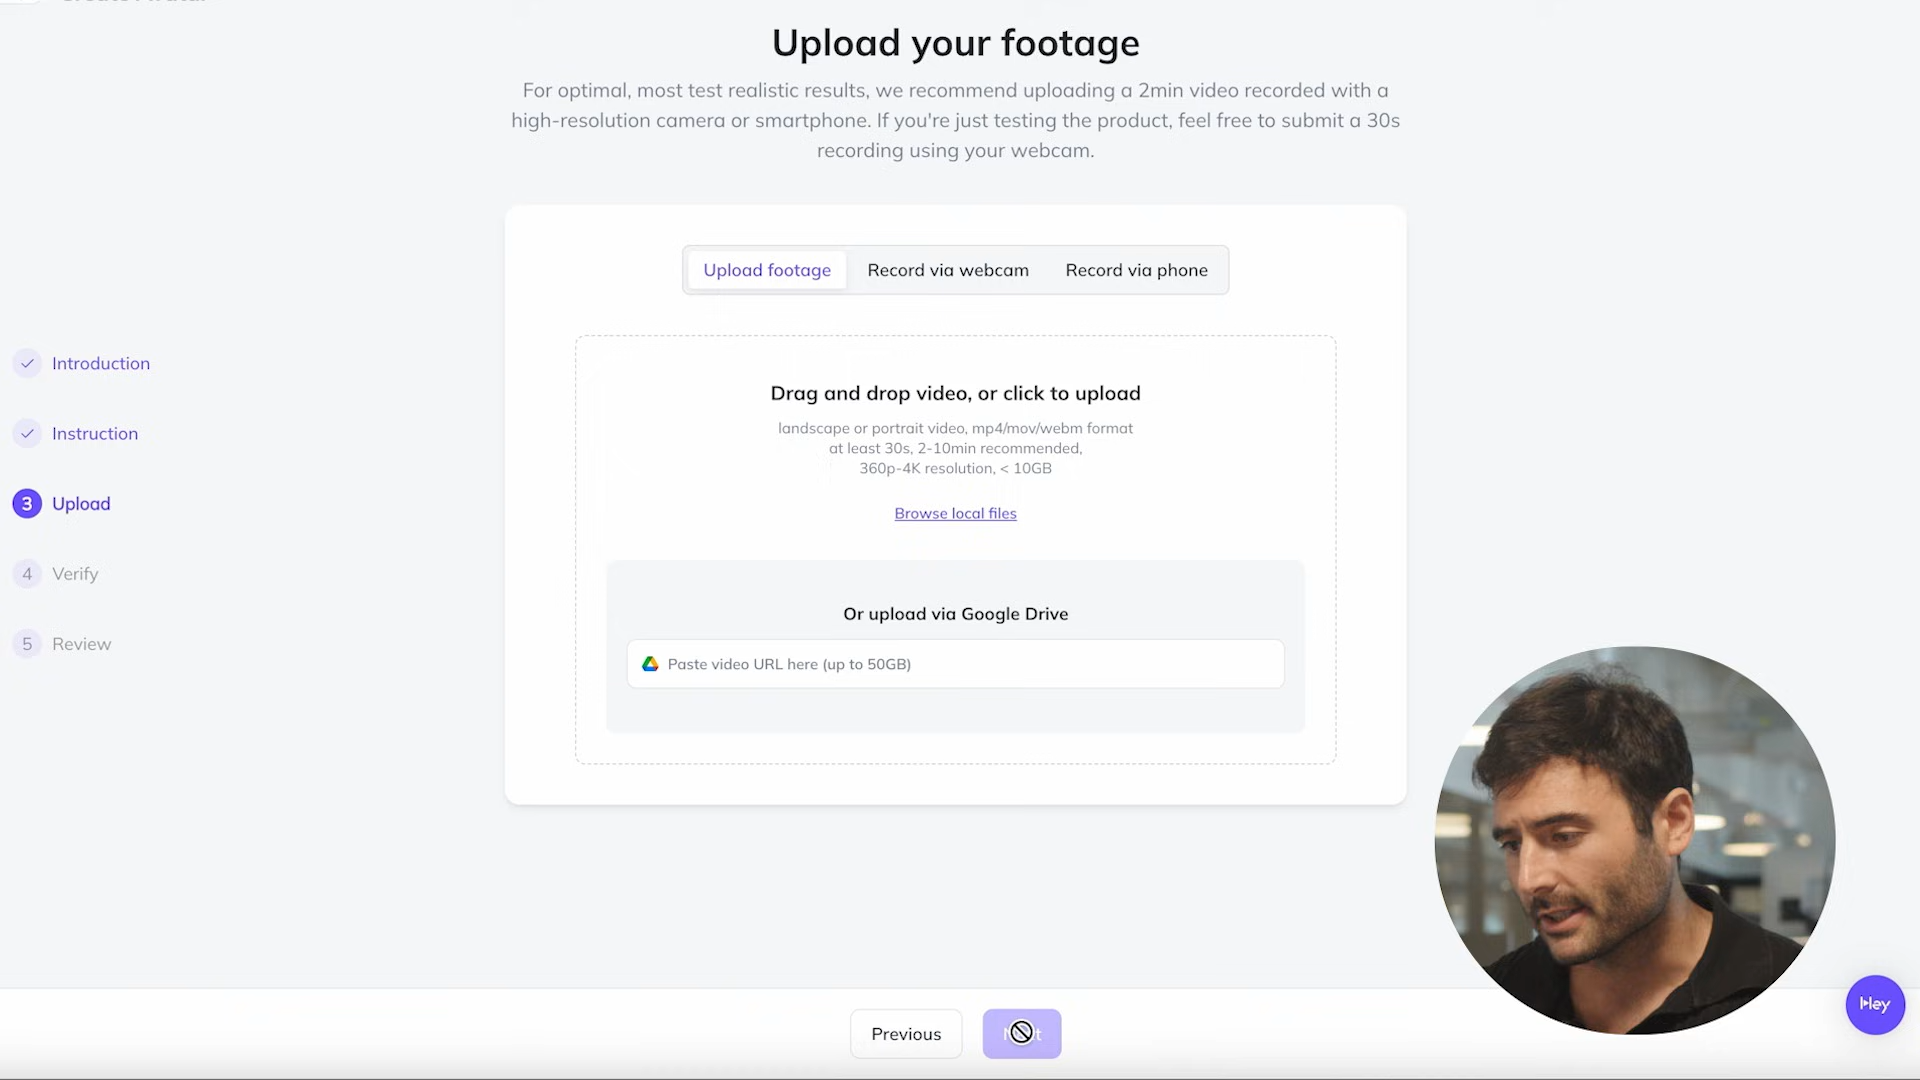 Upload your footage
For optimal, most test realistic results, we recommend uploading a 2min video recorded with a
high-resolution camera or smartphone. If you're just testing the product, feel free to submit a 30s
recording using your webcam.
Upload footage
Record via webcam
Record via phone
Introduction
Instruction
3 Upload
4 Verify
5 Review
Drag and drop video, or click to upload
landscape or portrait video, mp4/mov/webm format
at least 30s, 2-10min recommended,
360p-4K resolution, < 10GB
Browse local files
Or upload via Google Drive
Paste video URL here (up to 50GB)
Hey
Previous